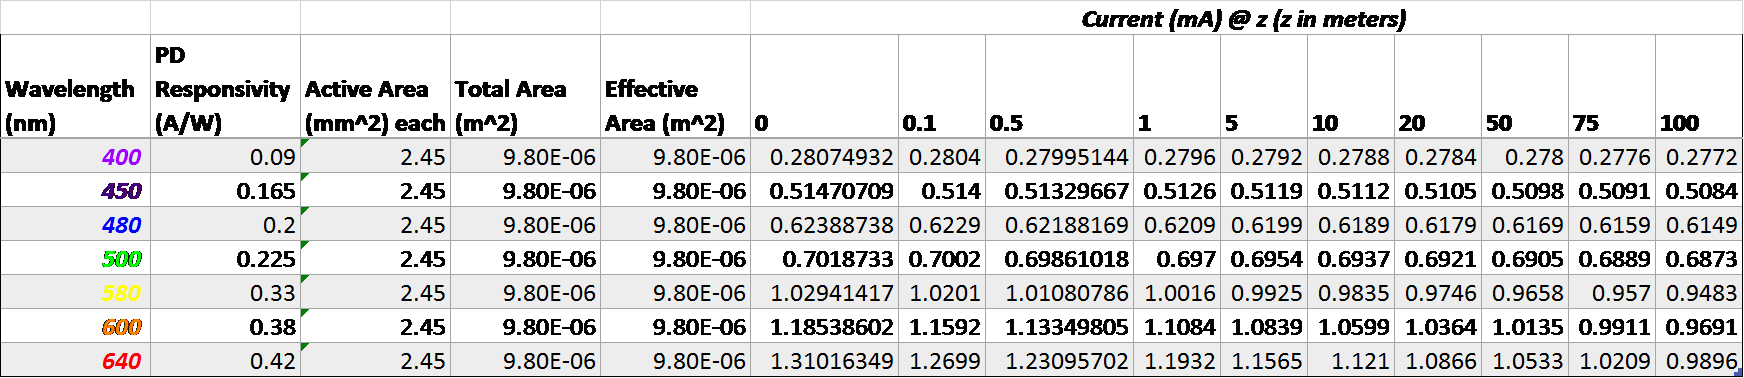 Current (mA) @ z (z in meters)
PD
Wavelength Responsivity Active Area Total Area Effective
(nm) (A/W) (mm^2) each (m^2) Area (m^2) 0 0.1 0.5 1 5 10 20 50 75 100
400 0.09 2.45 9.80E-06 9.80E-06 0.28074932 0.2804 0.27995144 0.2796 0.2792 0.2788 0.2784 0.278 0.2776 0.2772
450 0.165 2.45 9.80E-06 9.80E-06 0.51470709 0.514 0.51329667 0.5126 0.5119 0.5112 0.5105 0.5098 0.5091 0.5084
480 0.2 2.45 9.80E-06 9.80E-06 0.62388738 0.6229 0.62188169 0.6209 0.6199 0.6189 0.6179 0.6169 0.6159 0.6149
500 0.225 2.45 9.80E-06 9.80E-06 0.7018733 0.7002 0.69861018 0.697 0.6954 0.6937 0.6921 0.6905 0.6889 0.6873
580 0.33 2.45 9.80E-06 9.80E-06 1.02941417 1.0201 1.01080786 1.0016 0.9925 0.9835 0.9746 0.9658 0.957 0.9483
600 0.38 2.45 9.80E-06 9.80E-06 1.18538602 1.1592 1.13349805 1.1084 1.0839 1.0599 1.0364 1.0135 0.9911 0.9691
640 0.42 2.45 9.80E-06 9.80E-06 1.31016349 1.2699 1.23095702 1.1932 1.1565 1.121 1.0866 1.0533 1.0209 0.9896